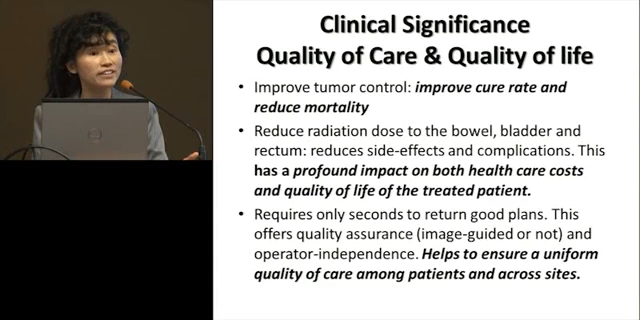 Clinical Significance
Quality of Care & Quality of life
• Improve tumor control: improve cure rate and
reduce mortality
• Reduce radiation dose to the bowel, bladder and
rectum: reduces side-effects and complications. This
has a profound impact on both health care costs
and quality of life of the treated patient.
• Requires only seconds to return good plans. This
offers quality assurance (image-guided or not) and
operator-independence. Helps to ensure a uniform
quality of care among patients and across sites.